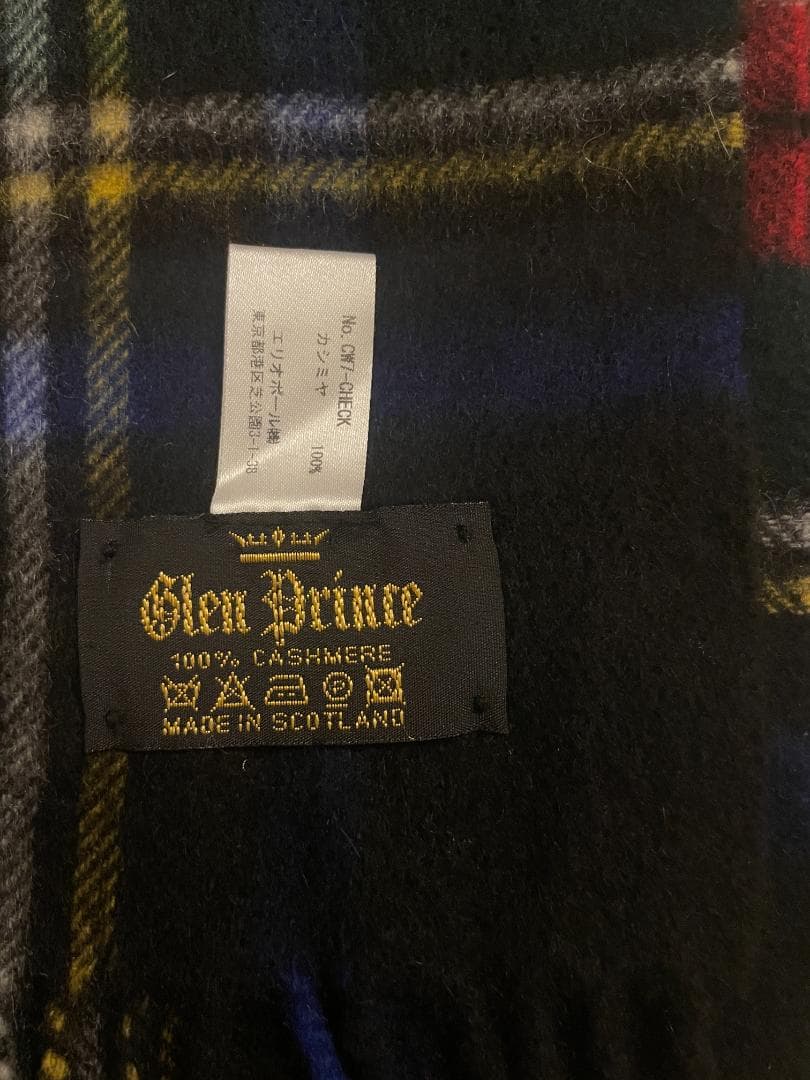 No. CW7-CHECK
カシミヤ 100%
エリオポール㈱
東京都港区芝公園3-1-38
Glen Prince
100% CASHMERE
P
MADE IN SCOTLAND